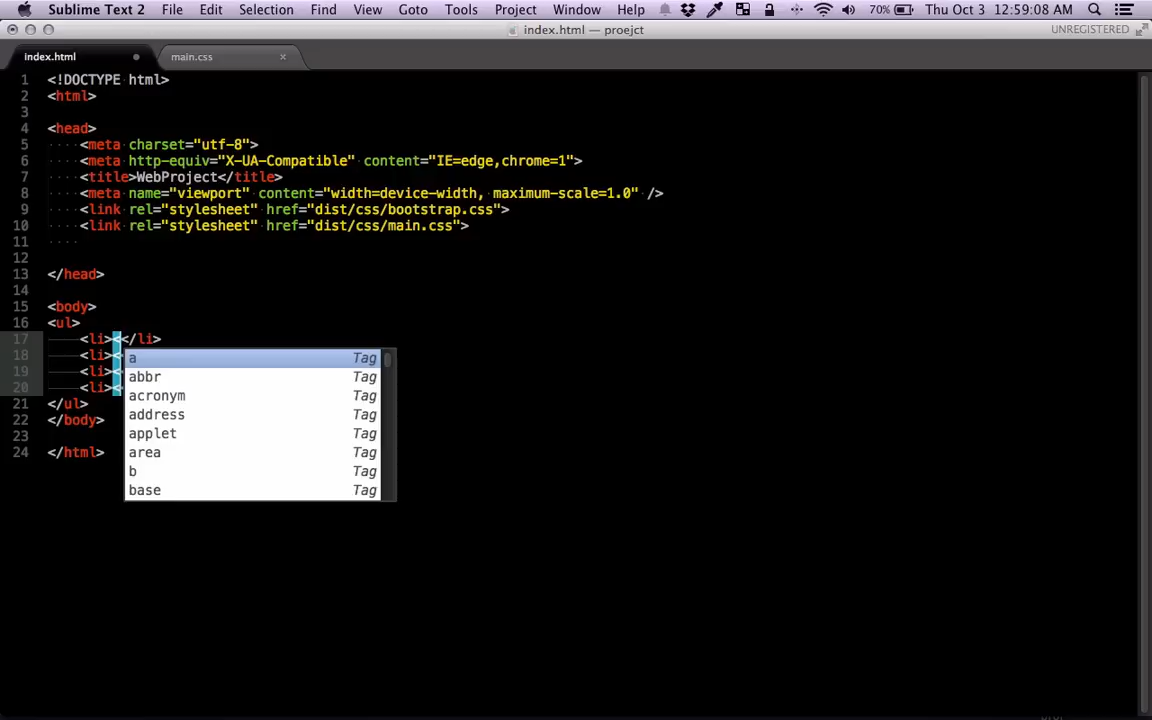 Sublime Text 2 File Edit Selection Find View Goto Tools Project Window Help 70% Thu Oct 3 12:59:08 AM
index.html — proejct UNREGISTERED
index.html main.css ×
1 <!DOCTYPE html>
2 <html>
3
4 <head>
5 <meta charset="utf-8">
6 <meta http-equiv="X-UA-Compatible" content="IE=edge,chrome=1">
7 <title>WebProject</title>
8 <meta name="viewport" content="width=device-width, maximum-scale=1.0" />
9 <link rel="stylesheet" href="dist/css/bootstrap.css">
10 <link rel="stylesheet" href="dist/css/main.css">
11
12
13 </head>
14
15 <body>
16 <ul>
17 <li><</li>
18 <li><
19 <li><
20 <li><
21 </ul>
22 </body>
23
24 </html>
a Tag
abbr Tag
acronym Tag
address Tag
applet Tag
area Tag
b Tag
base Tag